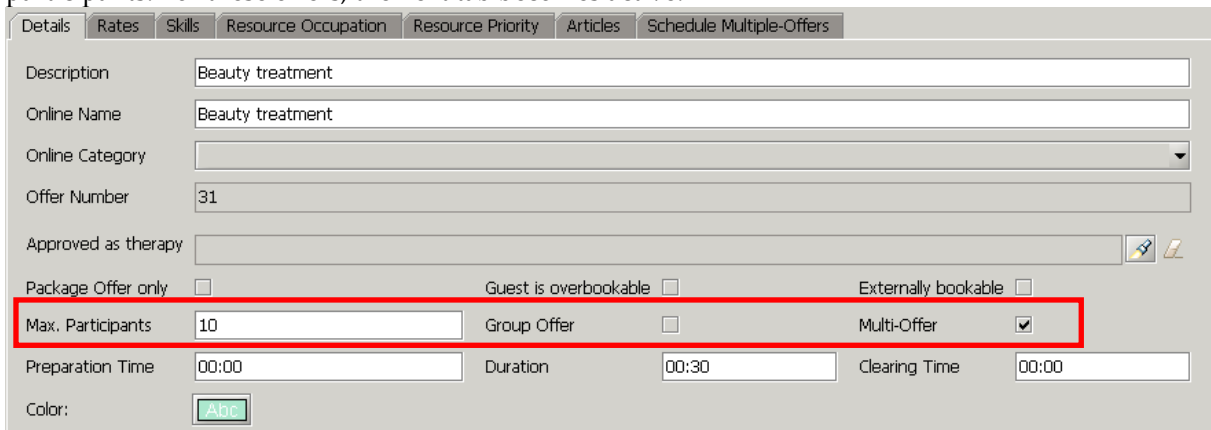 Details Rates Skills Resource Occupation Resource Priority Articles Schedule Multiple-Offers
Description Beauty treatment
Online Name Beauty treatment
Online Category
Offer Number 31
Approved as therapy
Package Offer only Guest is overbookable Externally bookable
Max. Participants 10 Group Offer Multi-Offer
Preparation Time 00:00 Duration 00:30 Clearing Time 00:00
Color: Abc